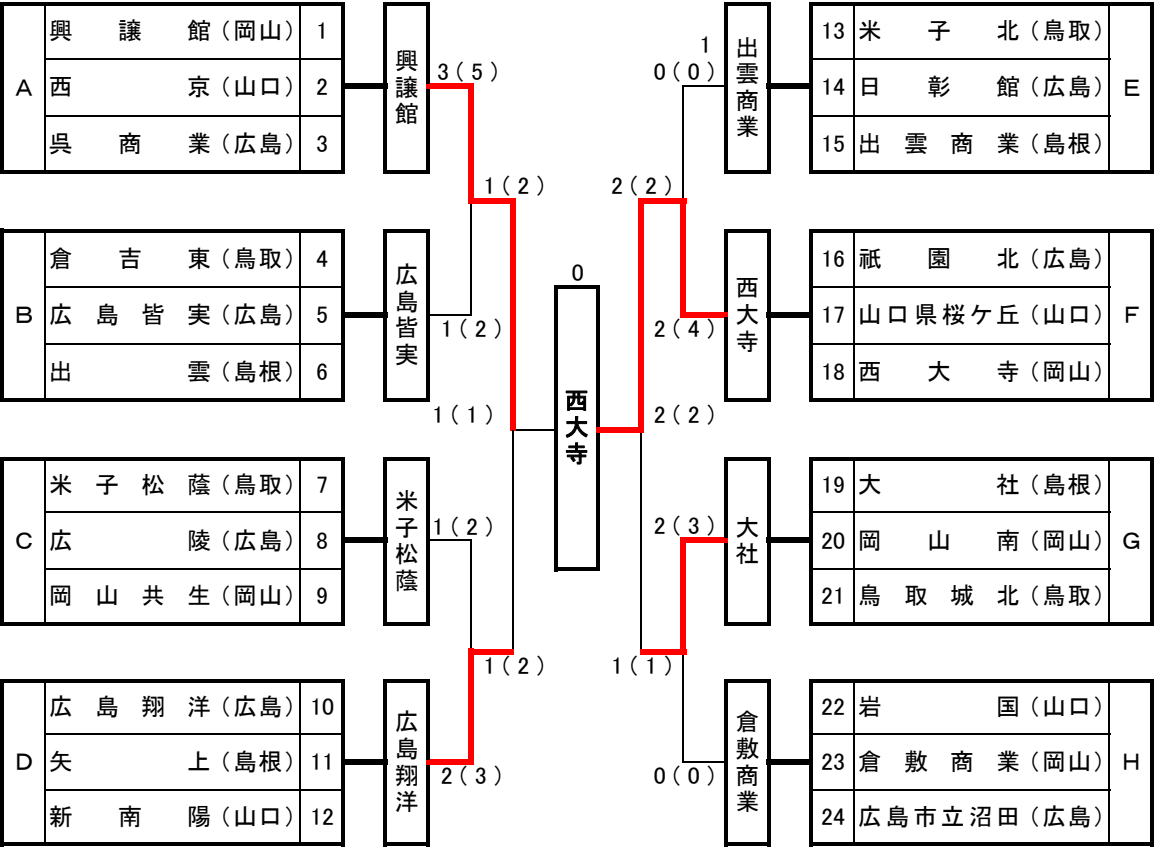 A
興譲館（岡山） 1
西京（山口） 2
呉商業（広島） 3
興譲館
3（5）
B
倉吉東（鳥取） 4
広島皆実（広島） 5
出雲（島根） 6
広島皆実
1（2）
1（2）
C
米子松蔭（鳥取） 7
広陵（広島） 8
岡山共生（岡山） 9
米子松蔭
1（2）
D
広島翔洋（広島） 10
矢上（島根） 11
新南陽（山口） 12
広島翔洋
2（3）
1（2）
1（1）
0
西大寺
2（2）
2（2）
1（1）
1
0（0）
出雲商業
13 米子北（鳥取）
14 日彰館（広島）
15 出雲商業（島根）
E
2（4）
西大寺
16 祇園北（広島）
17 山口県桜ケ丘（山口）
18 西大寺（岡山）
F
2（3）
大社
19 大社（島根）
20 岡山南（岡山）
21 鳥取城北（鳥取）
G
0（0）
倉敷商業
22 岩国（山口）
23 倉敷商業（岡山）
24 広島市立沼田（広島）
H